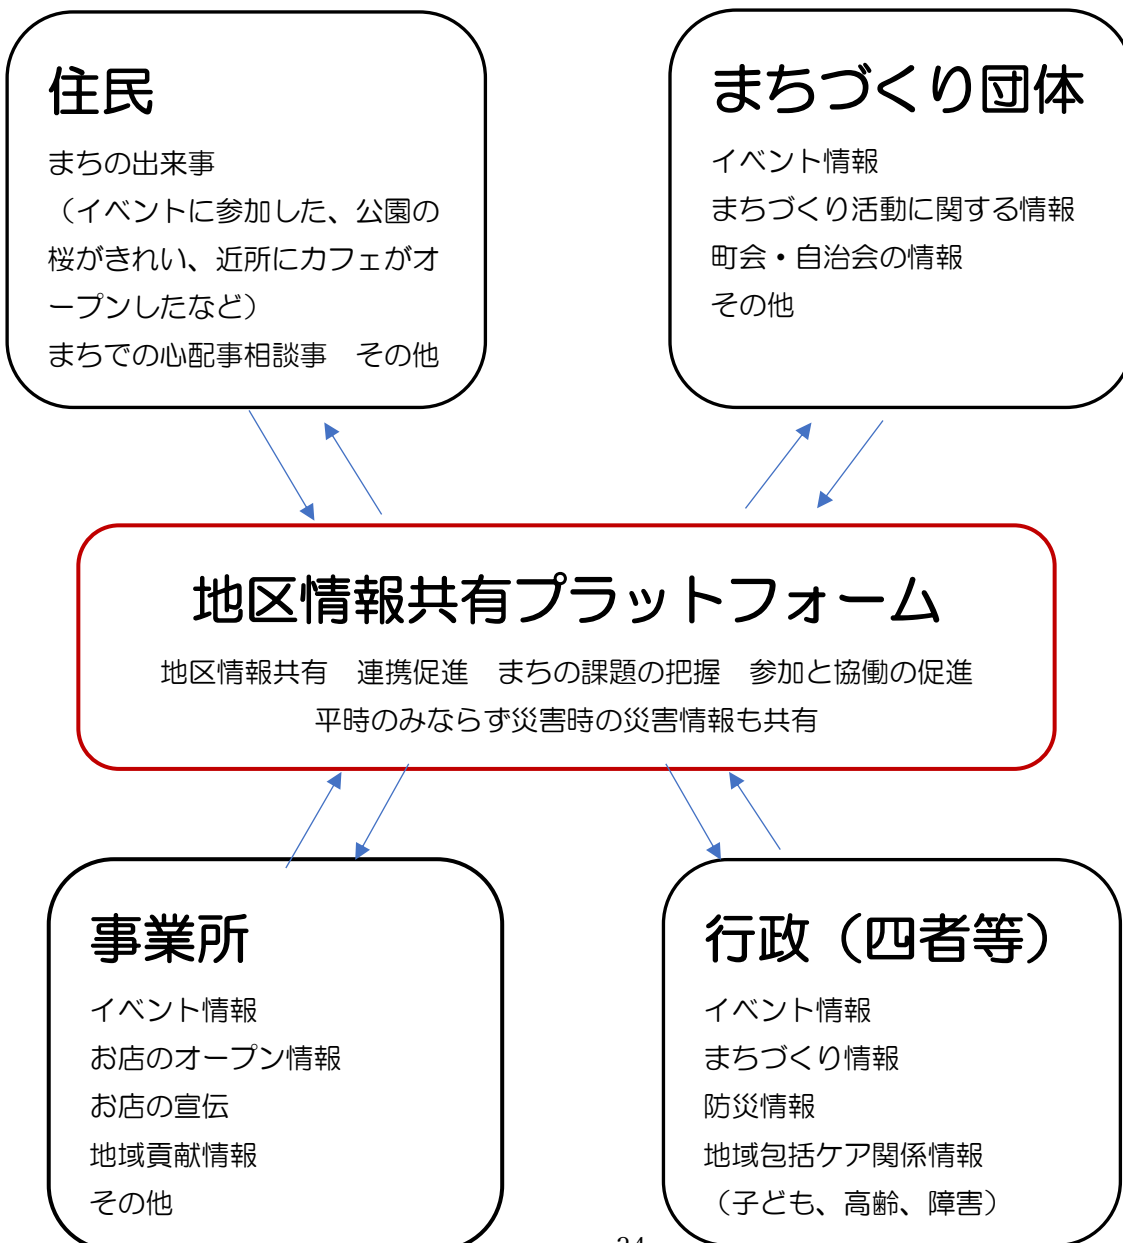 住民
まちの出来事
（イベントに参加した、公園の
桜がきれい、近所にカフェがオ
ープンしたなど）
まちでの心配事相談事　その他
まちづくり団体
イベント情報
まちづくり活動に関する情報
町会・自治会の情報
その他
地区情報共有プラットフォーム
地区情報共有　連携促進　まちの課題の把握　参加と協働の促進
平時のみならず災害時の災害情報も共有
事業所
イベント情報
お店のオープン情報
お店の宣伝
地域貢献情報
その他
行政（四者等）
イベント情報
まちづくり情報
防災情報
地域包括ケア関係情報
（子ども、高齢、障害）